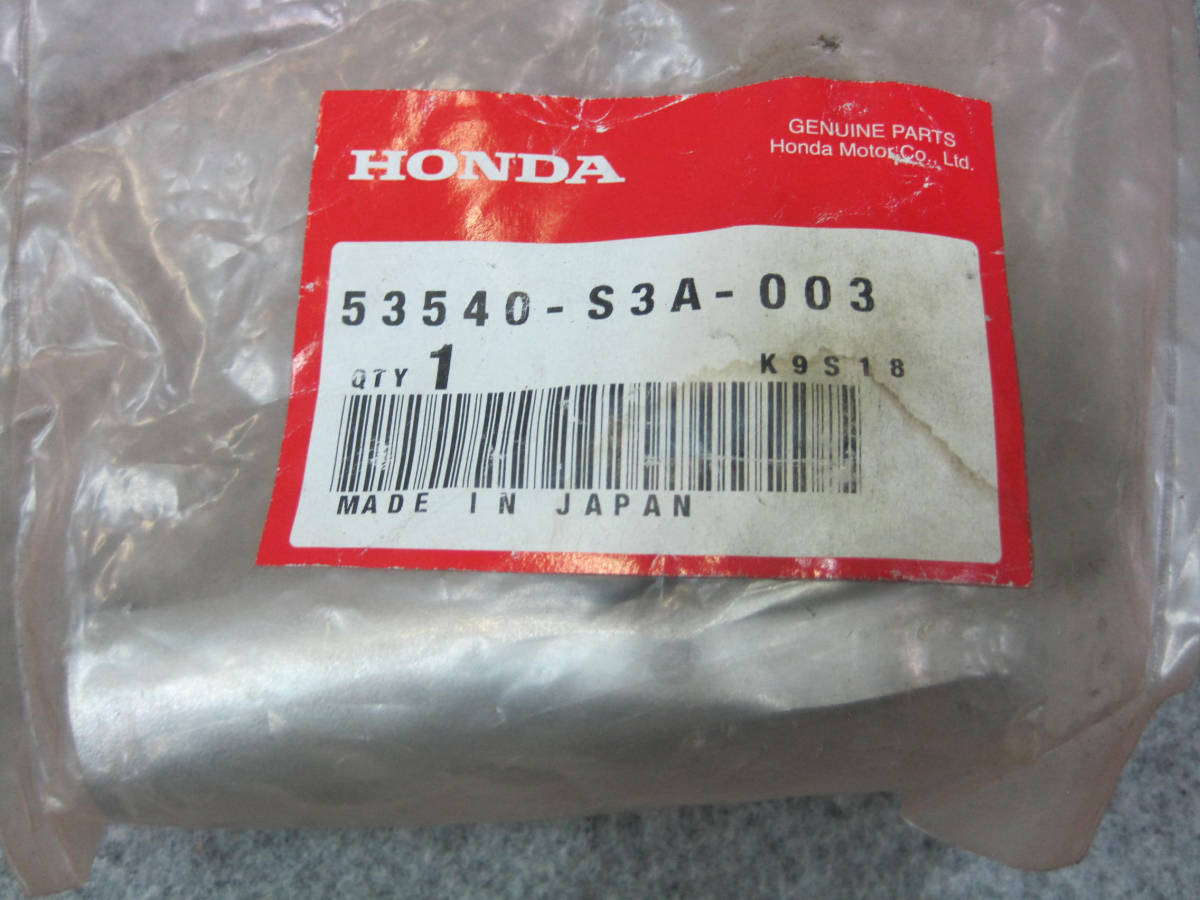 HONDA
GENUINE PARTS
Honda Motor Co., Ltd.
53540-S3A-003
QTY 1
K9S18
MADE IN JAPAN